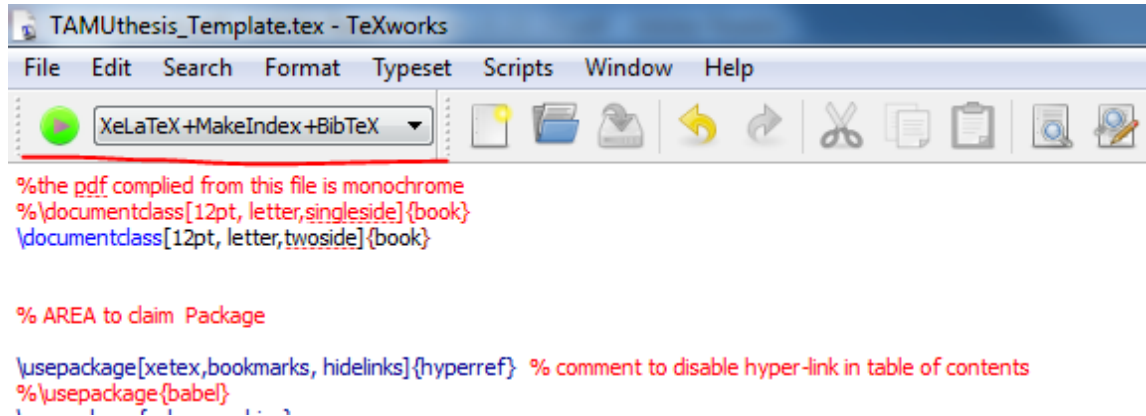 TAMUthesis_Template.tex - TeXworks
File Edit Search Format Typeset Scripts Window Help
XeLaTeX+MakeIndex+BibTeX
%the pdf complied from this file is monochrome
%\documentclass[12pt, letter,singleside]{book}
\documentclass[12pt, letter,twoside]{book}
% AREA to claim Package
\usepackage[xetex,bookmarks, hidelinks]{hyperref} % comment to disable hyper-link in table of contents
%\usepackage{babel}